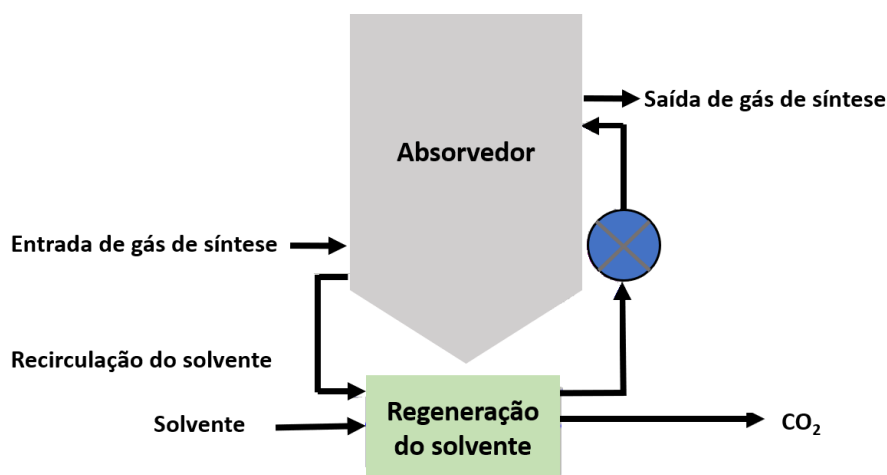 Saída de gás de síntese
Absorvedor
Entrada de gás de síntese
Recirculação do solvente
Regeneração
do solvente
Solvente
CO₂